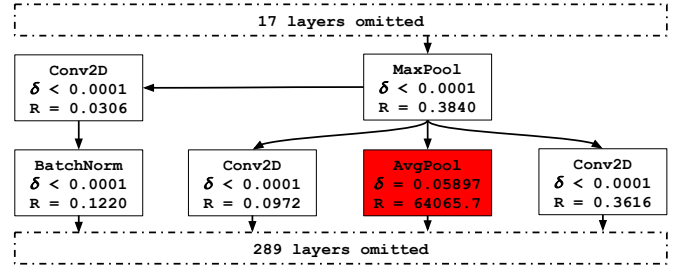 17 layers omitted
Conv2D
δ < 0.0001
R = 0.0306
MaxPool
δ < 0.0001
R = 0.3840
BatchNorm
δ < 0.0001
R = 0.1220
Conv2D
δ < 0.0001
R = 0.0972
AvgPool
δ = 0.05897
R = 64065.7
Conv2D
δ < 0.0001
R = 0.3616
289 layers omitted